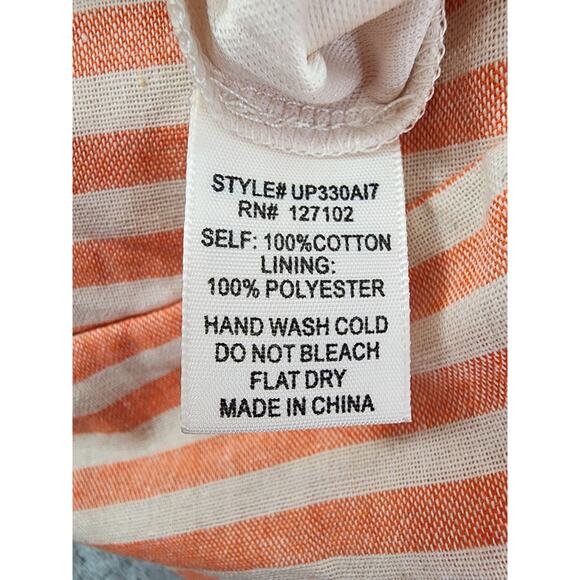 STYLE# UP330AI7
RN# 127102
SELF: 100%COTTON
LINING:
100% POLYESTER
HAND WASH COLD
DO NOT BLEACH
FLAT DRY
MADE IN CHINA